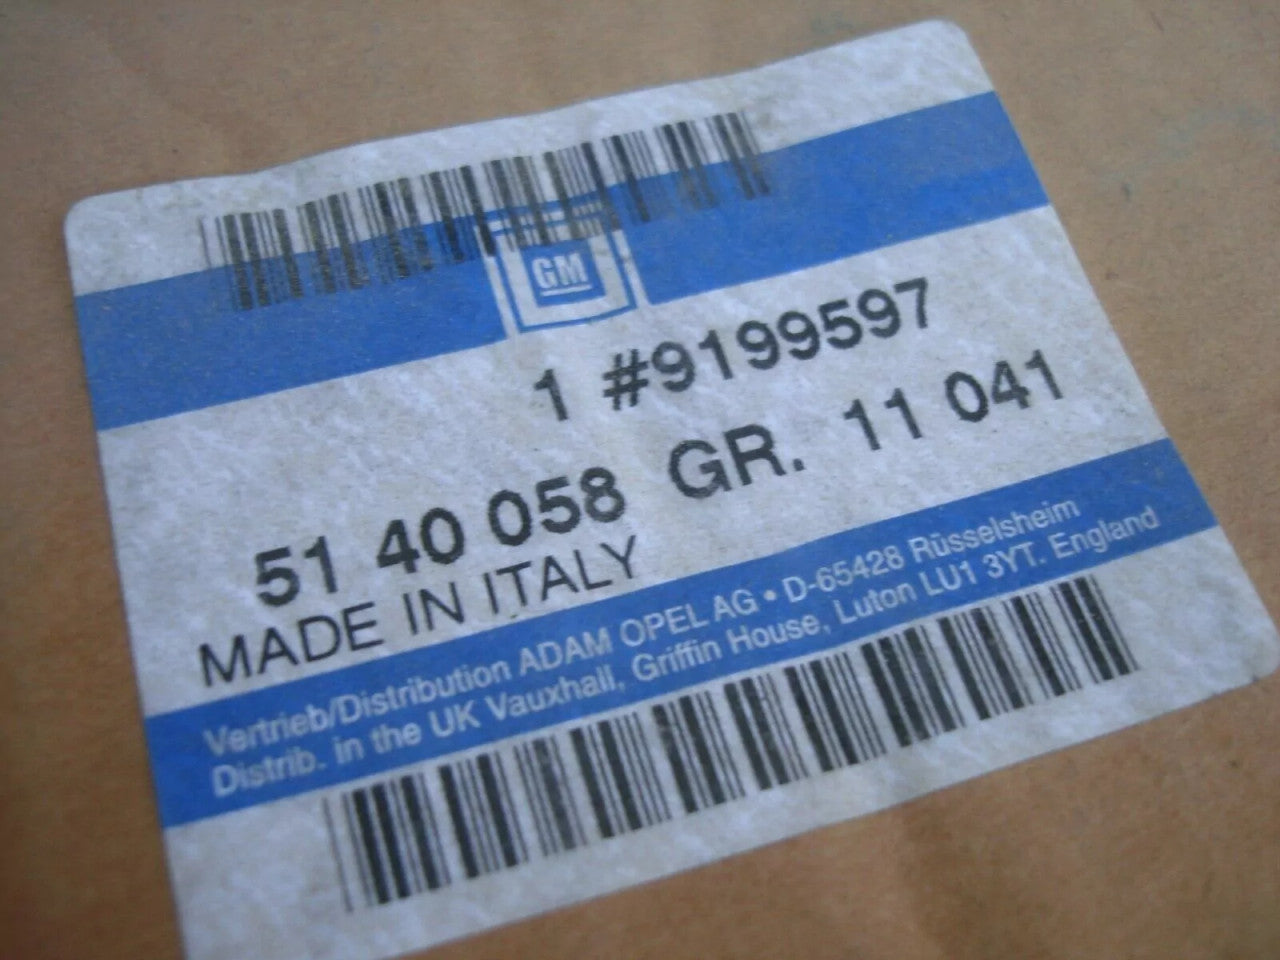 GM
1 #9199597
51 40 058 GR. 11 041
MADE IN ITALY
Vertrieb/Distribution ADAM OPEL AG • D-65428 Rüsselsheim
Distrib. in the UK Vauxhall, Griffin House, Luton LU1 3YT. England